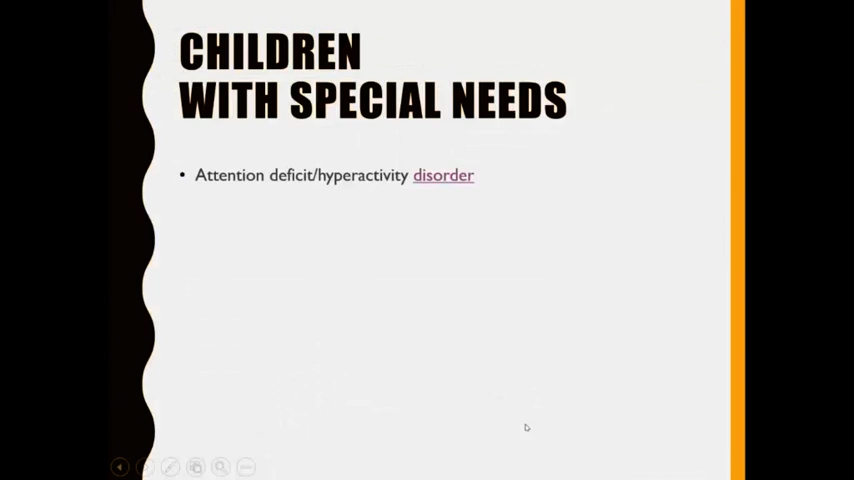 CHILDREN
WITH SPECIAL NEEDS
• Attention deficit/hyperactivity disorder